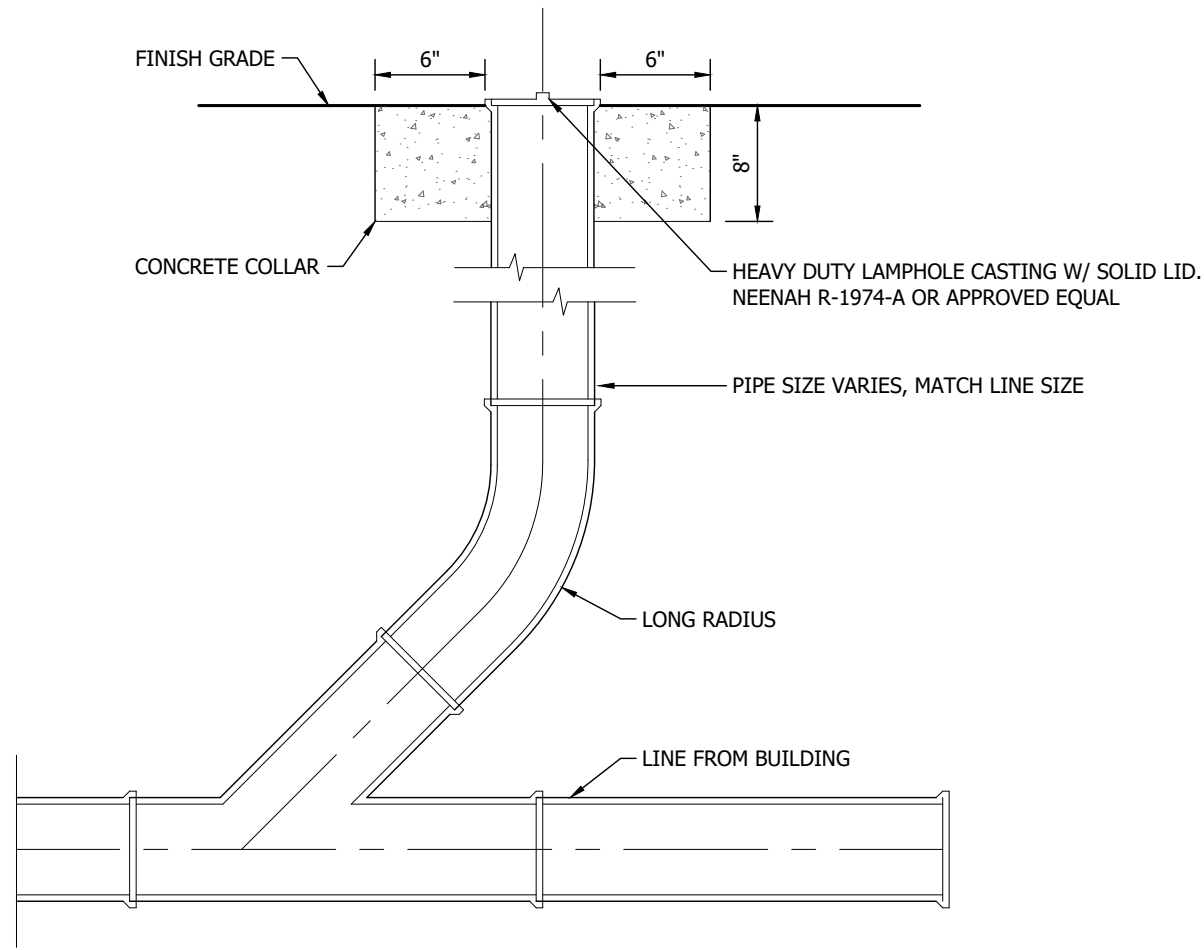 FINISH GRADE
6"
6"
8"
CONCRETE COLLAR
HEAVY DUTY LAMPHOLE CASTING W/ SOLID LID.
NEENAH R-1974-A OR APPROVED EQUAL
PIPE SIZE VARIES, MATCH LINE SIZE
LONG RADIUS
LINE FROM BUILDING